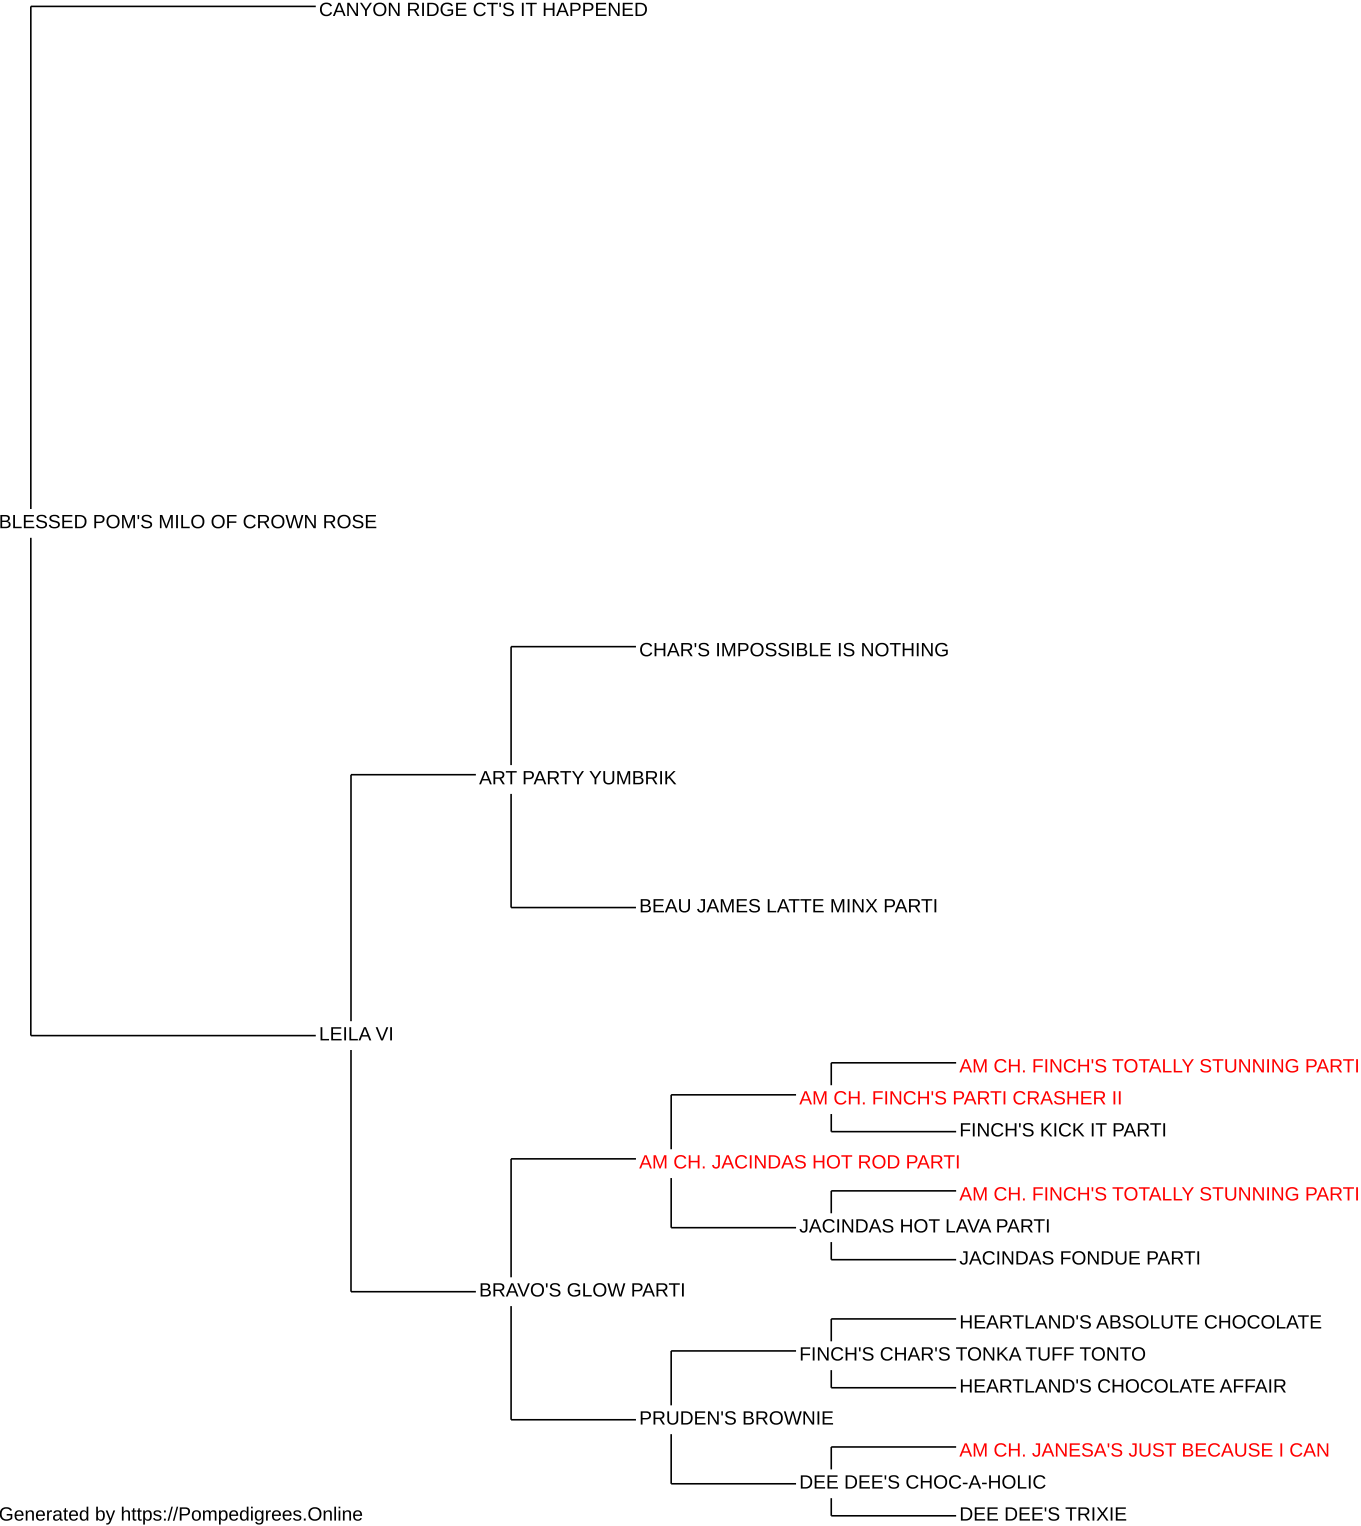 CANYON RIDGE CT'S IT HAPPENED
BLESSED POM'S MILO OF CROWN ROSE
CHAR'S IMPOSSIBLE IS NOTHING
ART PARTY YUMBRIK
BEAU JAMES LATTE MINX PARTI
LEILA VI
AM CH. FINCH'S TOTALLY STUNNING PARTI
AM CH. FINCH'S PARTI CRASHER II
FINCH'S KICK IT PARTI
AM CH. JACINDAS HOT ROD PARTI
AM CH. FINCH'S TOTALLY STUNNING PARTI
JACINDAS HOT LAVA PARTI
JACINDAS FONDUE PARTI
BRAVO'S GLOW PARTI
HEARTLAND'S ABSOLUTE CHOCOLATE
FINCH'S CHAR'S TONKA TUFF TONTO
HEARTLAND'S CHOCOLATE AFFAIR
PRUDEN'S BROWNIE
AM CH. JANESA'S JUST BECAUSE I CAN
DEE DEE'S CHOC-A-HOLIC
DEE DEE'S TRIXIE
Generated by https://Pompedigrees.Online